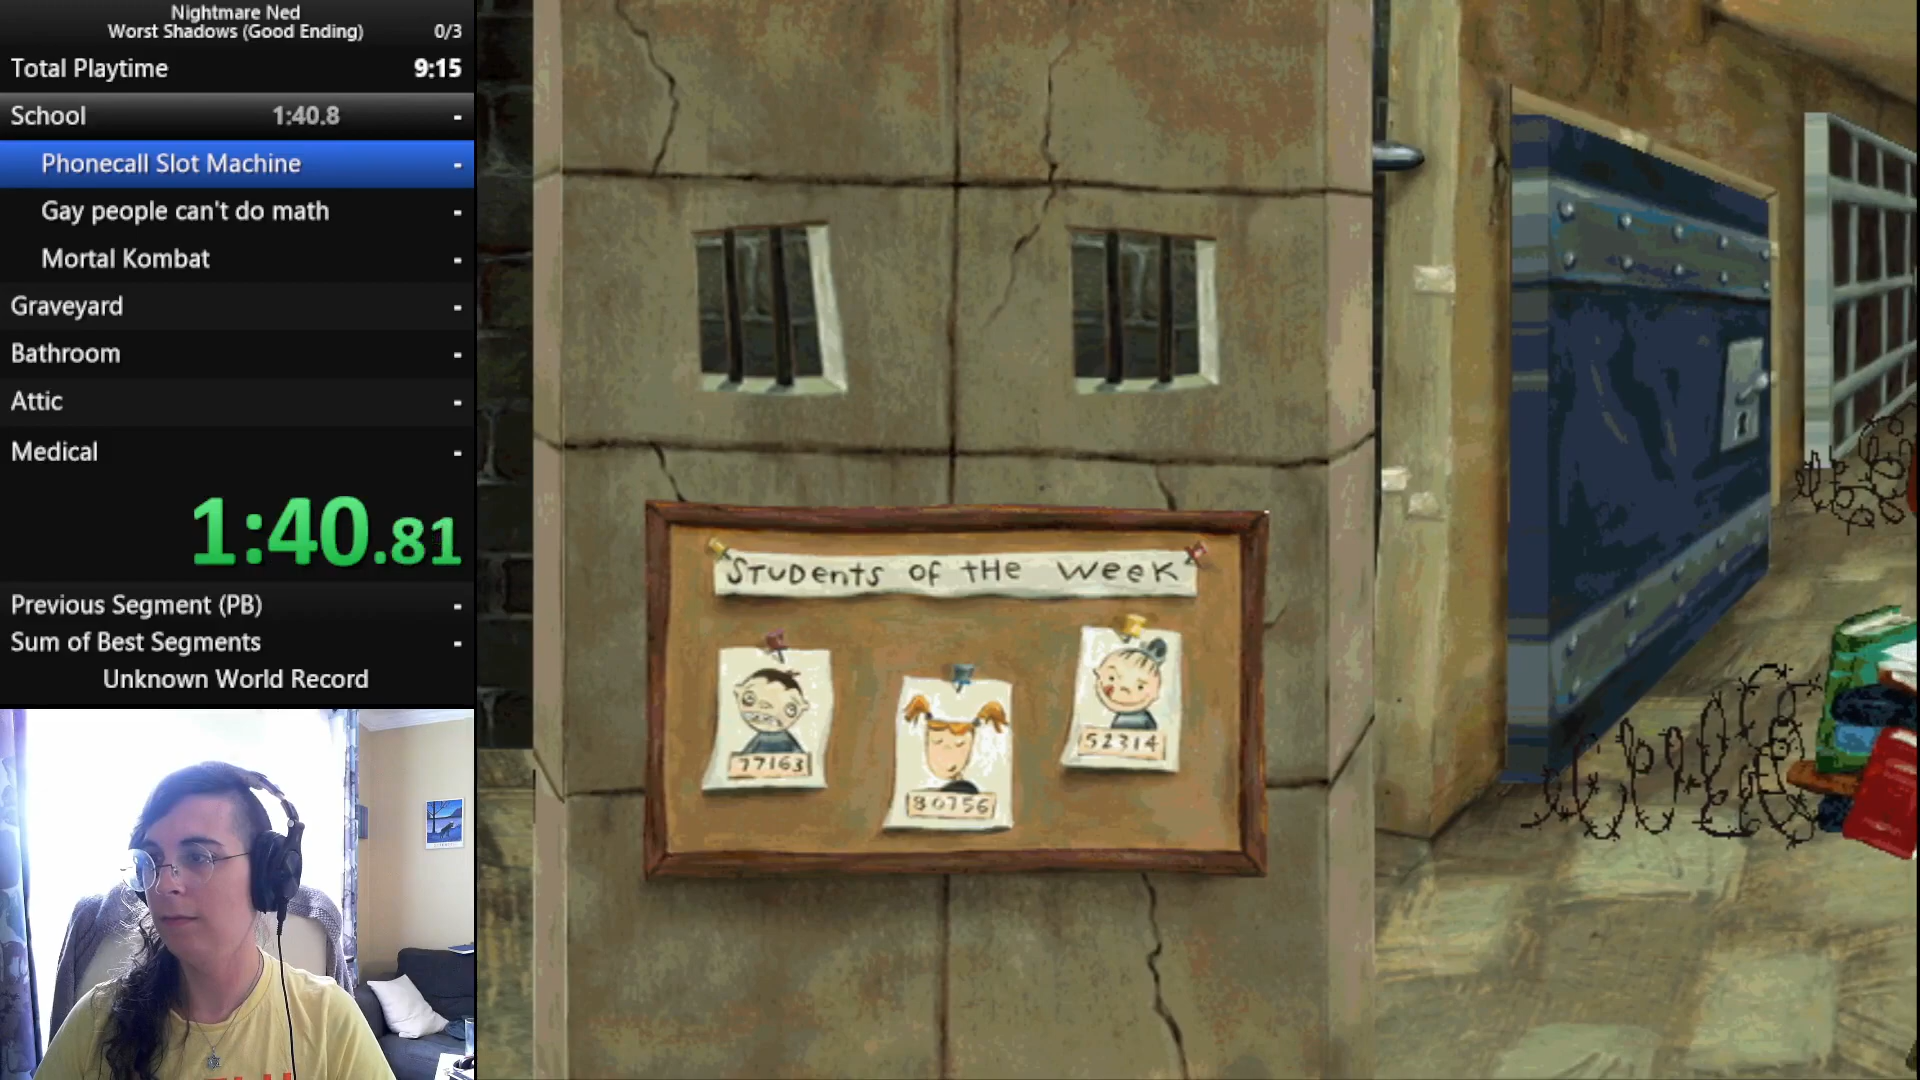 Nightmare Ned
Worst Shadows (Good Ending) 0/3
Total Playtime 9:15
School 1:40.8 -
Phonecall Slot Machine -
Gay people can't do math -
Mortal Kombat -
Graveyard -
Bathroom -
Attic -
Medical -
1:40.81
Previous Segment (PB) -
Sum of Best Segments -
Unknown World Record
STUDENTS OF tHe WeeK
77163
80756
52314